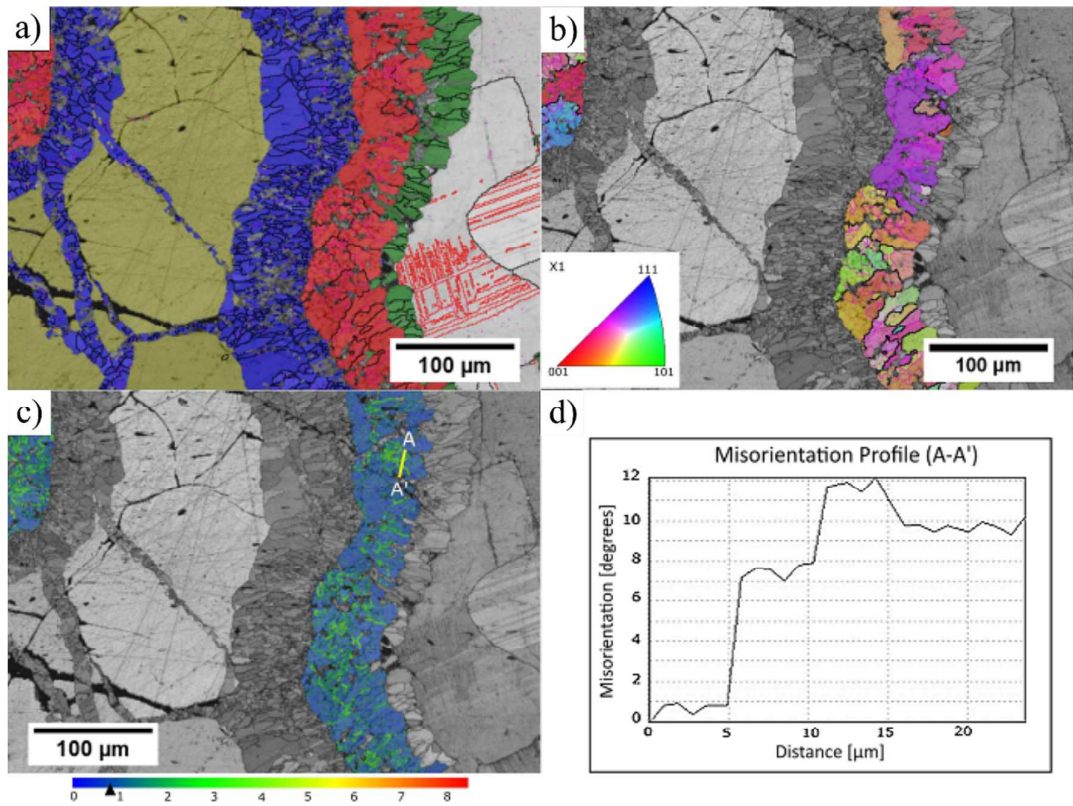 a)
100 µm
b)
X1
111
001
101
100 µm
c)
A
A'
100 µm
0 1 2 3 4 5 6 7 8
d)
Misorientation Profile (A-A')
Misorientation [degrees]
12
10
8
6
4
2
0
0 5 10 15 20
Distance [µm]